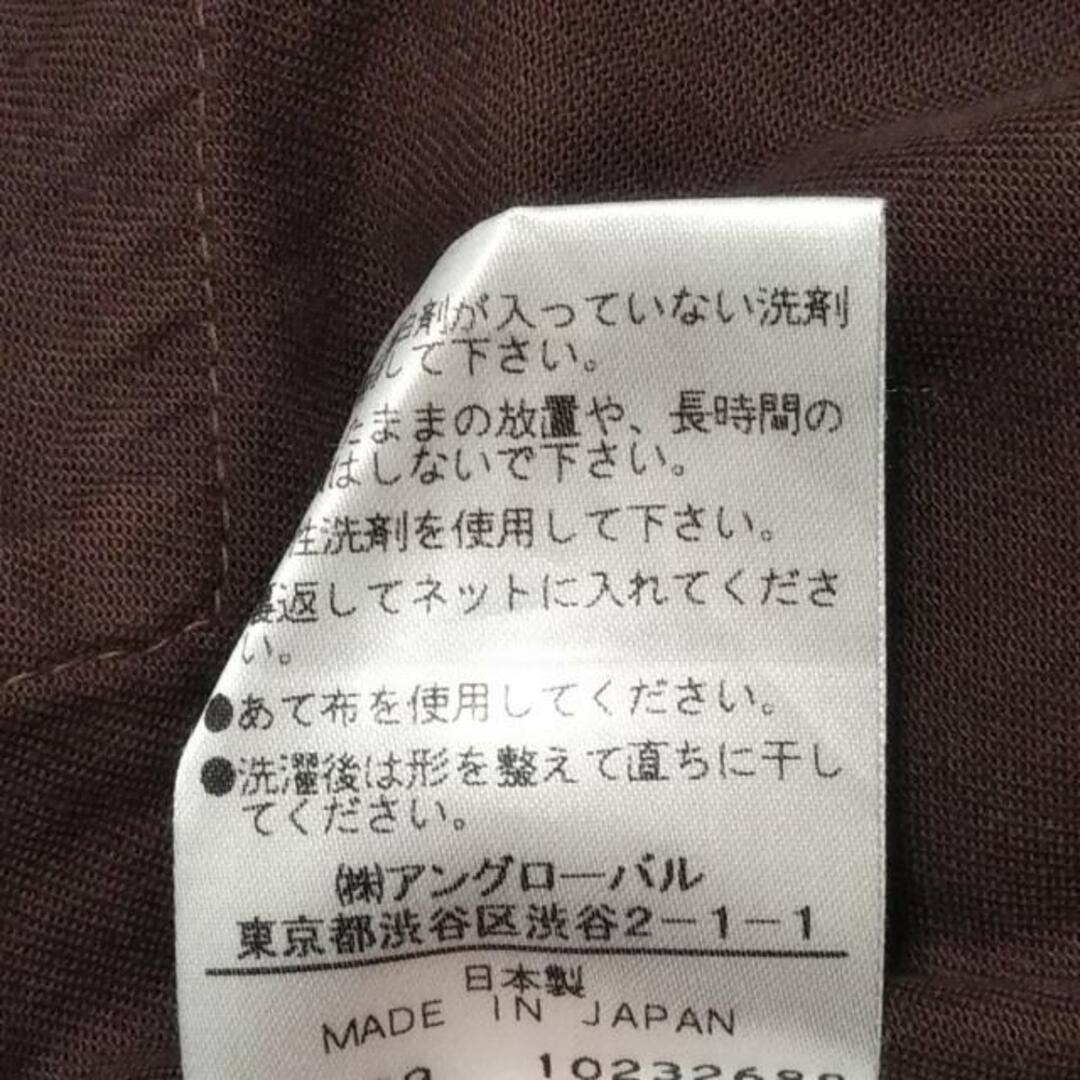 剤が入っていない洗剤
して下さい。
たままの放置や、長時間の
はしないで下さい。
性洗剤を使用して下さい。
裏返してネットに入れてくださ
い。
●あて布を使用してください。
●洗濯後は形を整えて直ちに干し
てください。
㈱アングローバル
東京都渋谷区渋谷2-1-1
日本製
MADE IN JAPAN
10232689